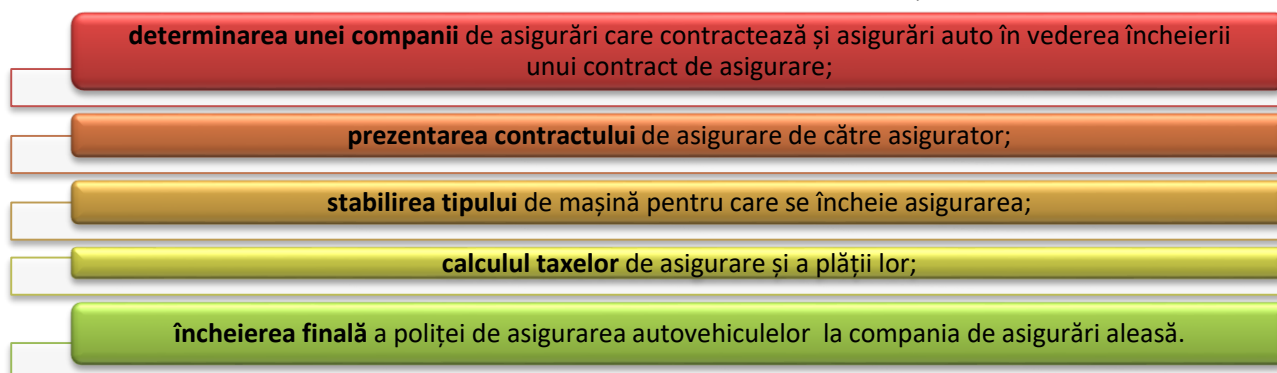 determinarea unei companii de asigurări care contractează și asigurări auto în vederea încheierii
unui contract de asigurare;
prezentarea contractului de asigurare de către asigurator;
stabilirea tipului de mașină pentru care se încheie asigurarea;
calculul taxelor de asigurare și a plății lor;
încheierea finală a poliței de asigurarea autovehiculelor la compania de asigurări aleasă.